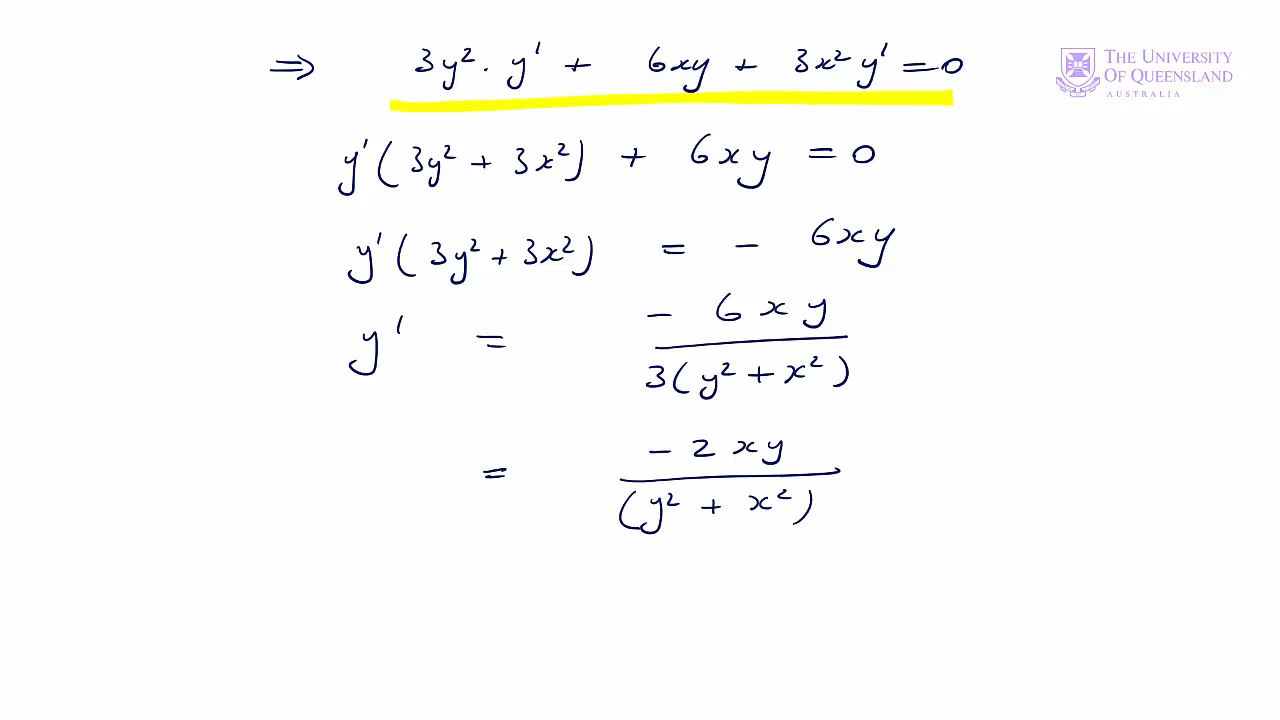 ⇒ 3y² · y' + 6xy + 3x² y' = 0
THE UNIVERSITY
OF QUEENSLAND
AUSTRALIA
y'(3y² + 3x²) + 6xy = 0
y'(3y² + 3x²) = - 6xy
y' = - 6xy / 3(y² + x²)
= - 2xy / (y² + x²)